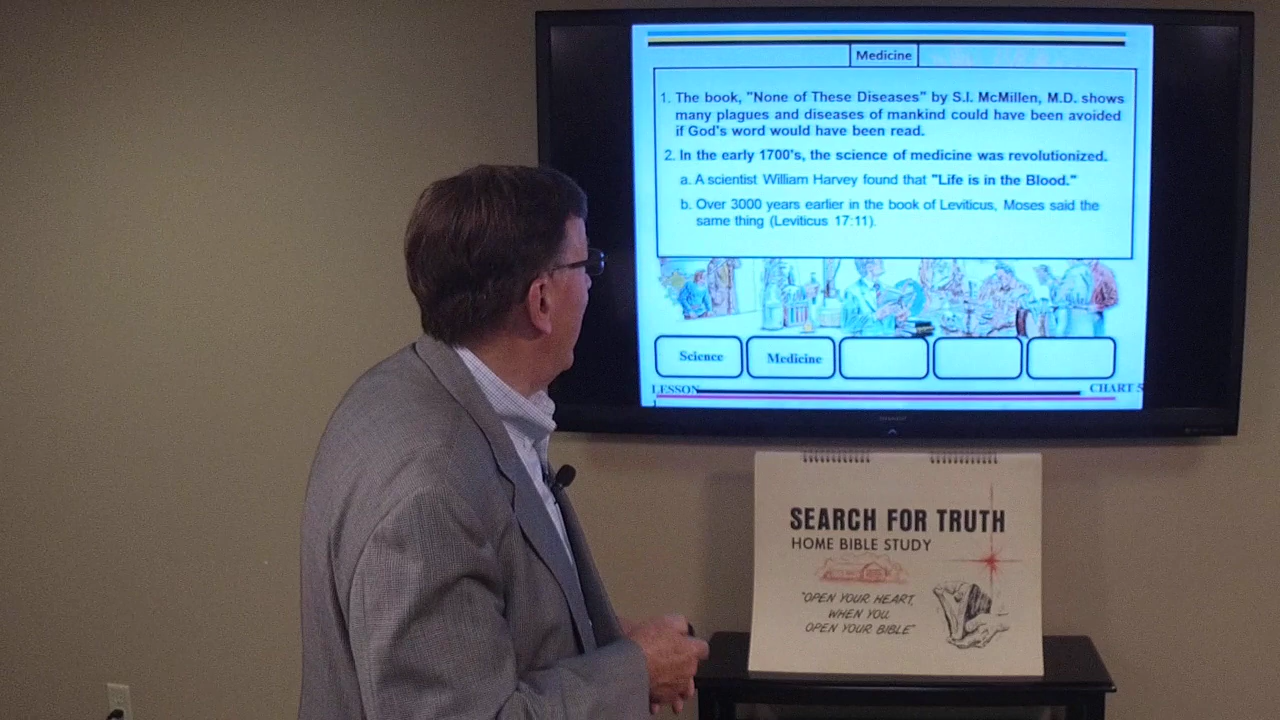 Medicine
1. The book, "None of These Diseases" by S.I. McMillen, M.D. shows
many plagues and diseases of mankind could have been avoided
if God's word would have been read.
2. In the early 1700's, the science of medicine was revolutionized.
a. A scientist William Harvey found that "Life is in the Blood."
b. Over 3000 years earlier in the book of Leviticus, Moses said the
same thing (Leviticus 17:11).
Science Medicine
LESSON CHART 5
1
SEARCH FOR TRUTH
HOME BIBLE STUDY
"OPEN YOUR HEART,
WHEN YOU
OPEN YOUR BIBLE"